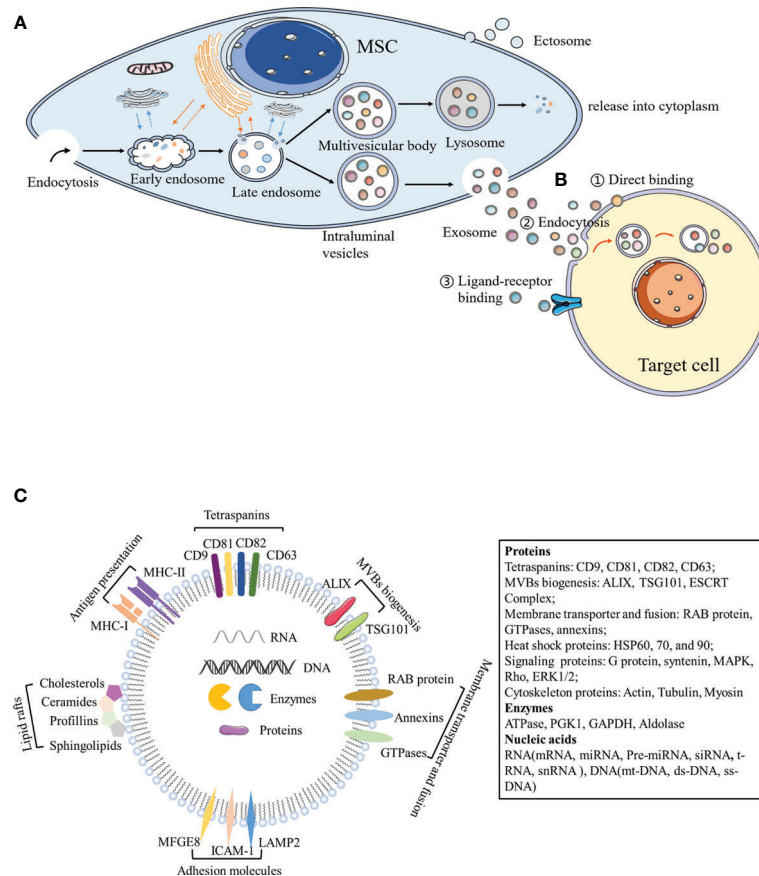 A
MSC
Ectosome
release into cytoplasm
Multivesicular body
Lysosome
Endocytosis
Early endosome
Late endosome
Intraluminal
vesicles
Exosome
B
① Direct binding
② Endocytosis
③ Ligand-receptor
binding
Target cell
C
Tetraspanins
CD9
CD81
CD82
CD63
Antigen presentation
MHC-II
MHC-I
ALIX
TSG101
MVBs biogenesis
RNA
DNA
Enzymes
Proteins
Lipid rafts
Cholesterols
Ceramides
Profillins
Sphingolipids
RAB protein
Annexins
GTPases
Membrane transporter and fusion
MFGE8
ICAM-1
LAMP2
Adhesion molecules
Proteins
Tetraspanins: CD9, CD81, CD82, CD63;
MVBs biogenesis: ALIX, TSG101, ESCRT
Complex;
Membrane transporter and fusion: RAB protein,
GTPases, annexins;
Heat shock proteins: HSP60, 70, and 90;
Signaling proteins: G protein, syntenin, MAPK,
Rho, ERK1/2;
Cytoskeleton proteins: Actin, Tubulin, Myosin
Enzymes
ATPase, PGK1, GAPDH, Aldolase
Nucleic acids
RNA(mRNA, miRNA, Pre-miRNA, siRNA, t-
RNA, snRNA ), DNA(mt-DNA, ds-DNA, ss-
DNA)